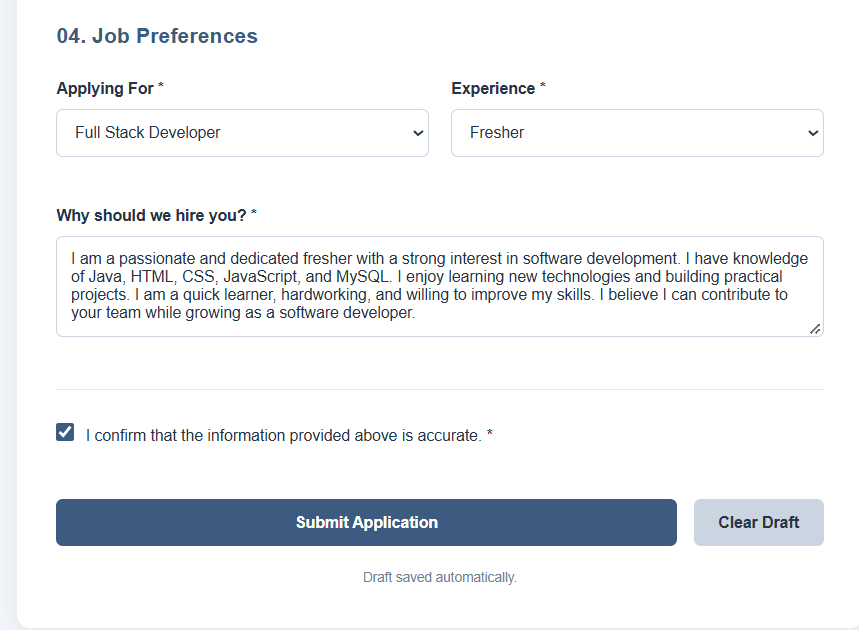 04. Job Preferences
Applying For *
Experience *
Full Stack Developer
Fresher
Why should we hire you? *
I am a passionate and dedicated fresher with a strong interest in software development. I have knowledge
of Java, HTML, CSS, JavaScript, and MySQL. I enjoy learning new technologies and building practical
projects. I am a quick learner, hardworking, and willing to improve my skills. I believe I can contribute to
your team while growing as a software developer.
I confirm that the information provided above is accurate. *
Submit Application
Clear Draft
Draft saved automatically.